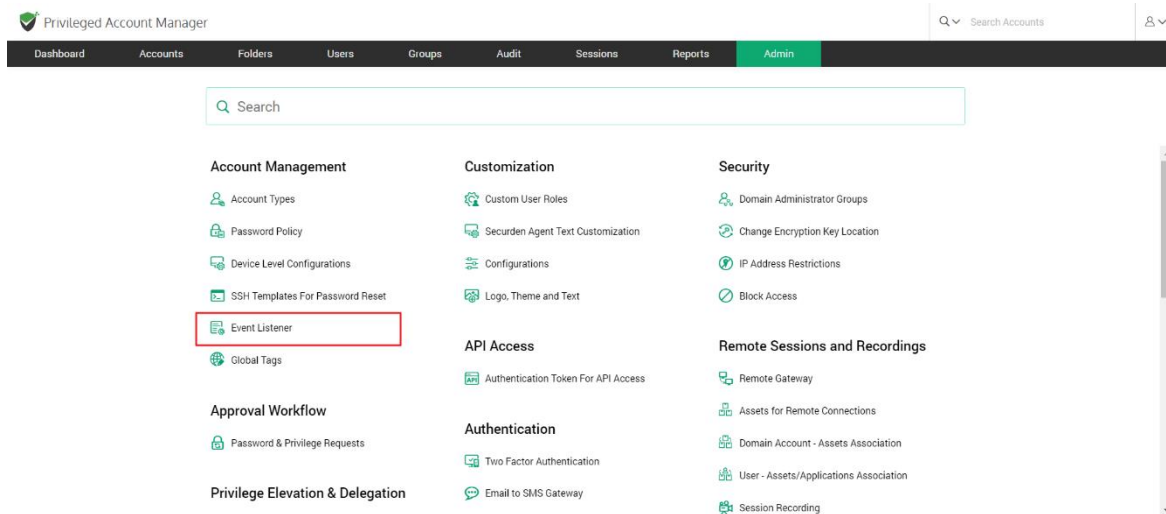 Privileged Account Manager
Search Accounts
Dashboard Accounts Folders Users Groups Audit Sessions Reports Admin
Search
Account Management
Account Types
Password Policy
Device Level Configurations
SSH Templates For Password Reset
Event Listener
Global Tags
Approval Workflow
Password & Privilege Requests
Privilege Elevation & Delegation
Customization
Custom User Roles
Securden Agent Text Customization
Configurations
Logo, Theme and Text
API Access
API
Authentication Token For API Access
Authentication
Two Factor Authentication
Email to SMS Gateway
Security
Domain Administrator Groups
Change Encryption Key Location
IP Address Restrictions
Block Access
Remote Sessions and Recordings
Remote Gateway
Assets for Remote Connections
Domain Account - Assets Association
User - Assets/Applications Association
Session Recording